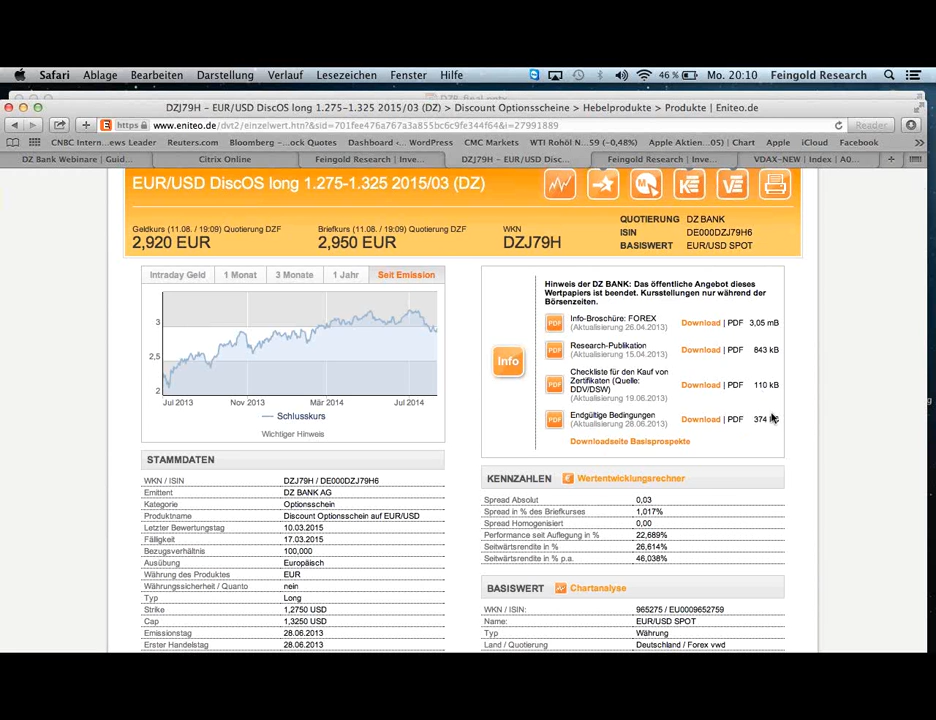 Safari Ablage Bearbeiten Darstellung Verlauf Lesezeichen Fenster Hilfe 46 % Mo. 20:10 Feingold Research
DZJ79H – EUR/USD DiscOS long 1.275-1.325 2015/03 (DZ) > Discount Optionsscheine > Hebelprodukte > Produkte | Eniteo.de
https www.eniteo.de/dvt2/einzelwert.htn?&sid=701fee476a767a3a855bc6c9fe344f64&i=27991889 Reader
CNBC Intern...ews Leader Reuters.com Bloomberg –...ock Quotes Dashboard <... WordPress CMC Markets WTI Rohöl N...$9 (-0,48%) Apple Aktien...05) | Chart Apple iCloud Facebook
DZ Bank Webinare | Guid... Citrix Online Feingold Research | Inve... DZJ79H – EUR/USD Disc... Feingold Research | Inve... VDAX-NEW | Index | A0...
EUR/USD DiscOS long 1.275-1.325 2015/03 (DZ)
Geldkurs (11.08. / 19:09) Quotierung DZF Briefkurs (11.08. / 19:09) Quotierung DZF WKN
2,920 EUR 2,950 EUR DZJ79H
QUOTIERUNG DZ BANK
ISIN DE000DZJ79H6
BASISWERT EUR/USD SPOT
Intraday Geld 1 Monat 3 Monate 1 Jahr Seit Emission
3
2,5
2
Jul 2013 Nov 2013 Mär 2014 Jul 2014
Schlusskurs
Wichtiger Hinweis
Info
Hinweis der DZ BANK: Das öffentliche Angebot dieses
Wertpapiers ist beendet. Kursstellungen nur während der
Börsenzeiten.
PDF Info-Broschüre: FOREX Download | PDF 3,05 mB
(Aktualisierung 26.04.2013)
PDF Research-Publikation Download | PDF 843 kB
(Aktualisierung 15.04.2013)
Checkliste für den Kauf von
PDF Zertifikaten (Quelle: Download | PDF 110 kB
DDV/DSW)
(Aktualisierung 19.06.2013)
PDF Endgültige Bedingungen Download | PDF 374
(Aktualisierung 28.06.2013)
Downloadseite Basisprospekte
STAMMDATEN
WKN / ISIN DZJ79H / DE000DZJ79H6
Emittent DZ BANK AG
Kategorie Optionsschein
Produktname Discount Optionsschein auf EUR/USD
Letzter Bewertungstag 10.03.2015
Fälligkeit 17.03.2015
Bezugsverhältnis 100,000
Ausübung Europäisch
Währung des Produktes EUR
Währungssicherheit / Quanto nein
Typ Long
Strike 1,2750 USD
Cap 1,3250 USD
Emissionstag 28.06.2013
Erster Handelstag 28.06.2013
KENNZAHLEN Wertentwicklungsrechner
Spread Absolut 0,03
Spread in % des Briefkurses 1,017%
Spread Homogenisiert 0,00
Performance seit Auflegung in % 22,689%
Seitwärtsrendite in % 26,614%
Seitwärtsrendite in % p.a. 46,038%
BASISWERT Chartanalyse
WKN / ISIN: 965275 / EU0009652759
Name: EUR/USD SPOT
Typ Währung
Land / Quotierung Deutschland / Forex vwd